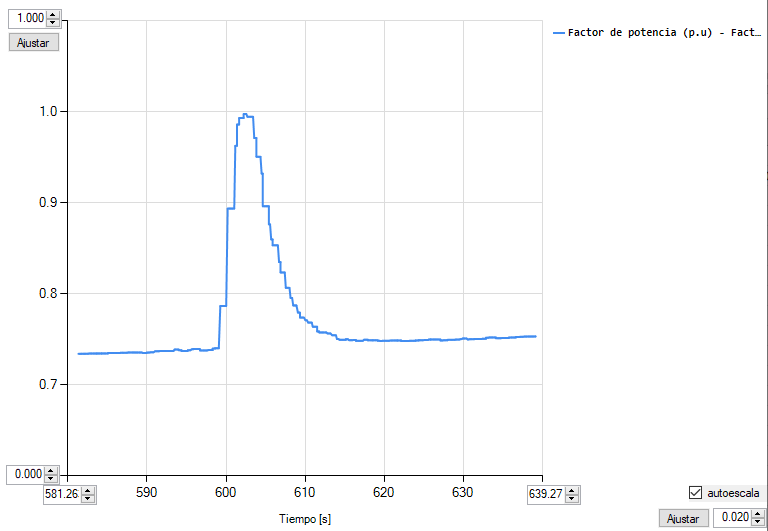 1.000
Ajustar
Factor de potencia (p.u) - Fact…
1.0
0.9
0.8
0.7
0.000
581.26
590
600
610
620
630
639.27
Tiempo [s]
autoescala
Ajustar
0.020